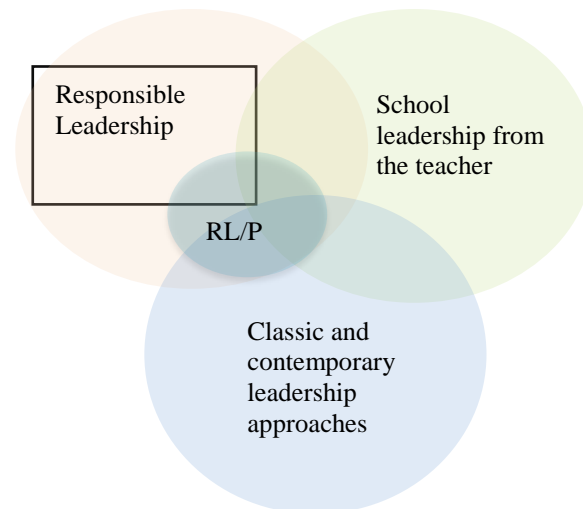 Responsible
Leadership
School
leadership from
the teacher
RL/P
Classic and
contemporary
leadership
approaches